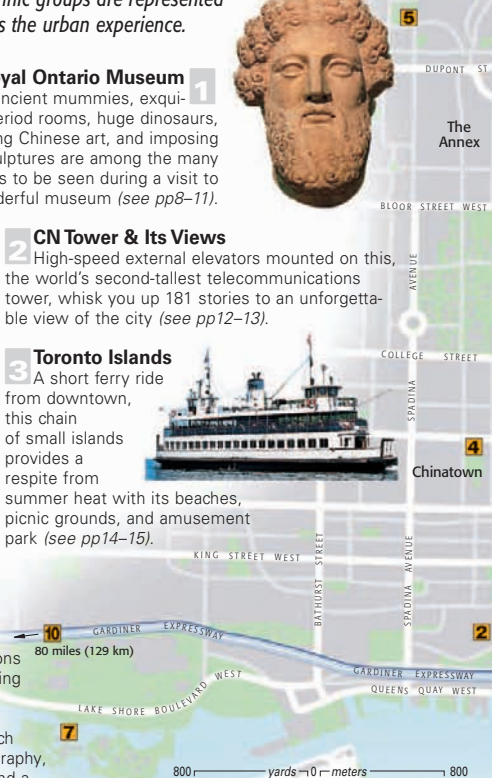 nic groups are represented
s the urban experience.
yal Ontario Museum 1
ncient mummies, exqui-
eriod rooms, huge dinosaurs,
ng Chinese art, and imposing
ulptures are among the many
s to be seen during a visit to
derful museum (see pp8–11).
2 CN Tower & Its Views
High-speed external elevators mounted on this,
the world's second-tallest telecommunications
tower, whisk you up 181 stories to an unforgetta-
ble view of the city (see pp12–13).
3 Toronto Islands
A short ferry ride
from downtown,
this chain
of small islands
provides a
respite from
summer heat with its beaches,
picnic grounds, and amusement
park (see pp14–15).
5
DUPONT ST
The
Annex
BLOOR STREET WEST
AVENUE
COLLEGE STREET
SPADINA
4
Chinatown
KING STREET WEST
BATHURST STREET
SPADINA AVENUE
2
10
80 miles (129 km)
GARDINER EXPRESSWAY
GARDINER EXPRESSWAY
QUEENS QUAY WEST
LAKE SHORE BOULEVARD WEST
ons
ing
7
ch
raphy,
nd a
800 yards 0 meters 800